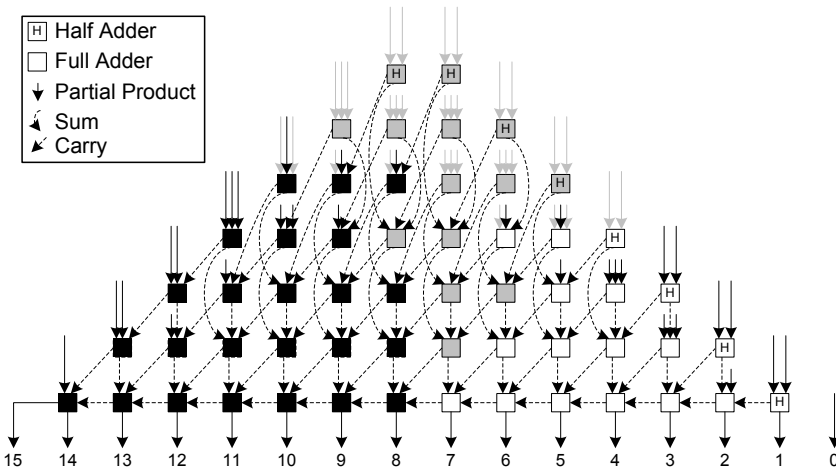 H Half Adder
Full Adder
Partial Product
Sum
Carry
H H
H
H
H
H
H
H
15 14 13 12 11 10 9 8 7 6 5 4 3 2 1 0